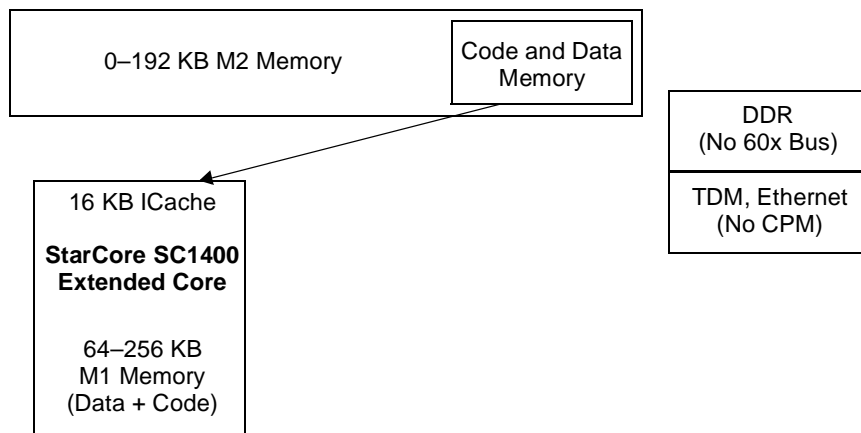 0–192 KB M2 Memory
Code and Data
Memory
DDR
(No 60x Bus)
TDM, Ethernet
(No CPM)
16 KB ICache
StarCore SC1400
Extended Core
64–256 KB
M1 Memory
(Data + Code)